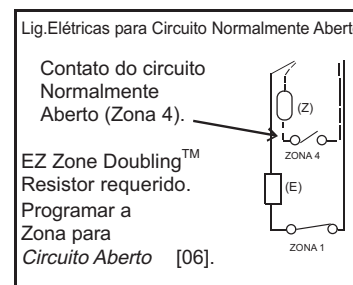 Lig.Elétricas para Circuito Normalmente Abert
Contato do circuito
Normalmente
Aberto (Zona 4).
EZ Zone Doubling™
Resistor requerido.
Programar a
Zona para
Circuito Aberto [06].
(Z)
ZONA 4
(E)
ZONA 1